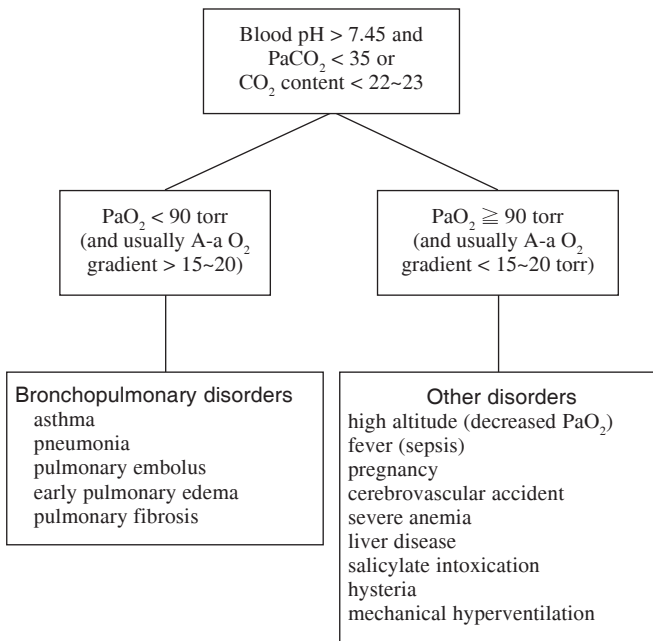 Blood pH > 7.45 and
PaCO₂ < 35 or
CO₂ content < 22~23
PaO₂ < 90 torr
(and usually A-a O₂
gradient > 15~20)
PaO₂ ≧ 90 torr
(and usually A-a O₂
gradient < 15~20 torr)
Bronchopulmonary disorders
asthma
pneumonia
pulmonary embolus
early pulmonary edema
pulmonary fibrosis
Other disorders
high altitude (decreased PaO₂)
fever (sepsis)
pregnancy
cerebrovascular accident
severe anemia
liver disease
salicylate intoxication
hysteria
mechanical hyperventilation